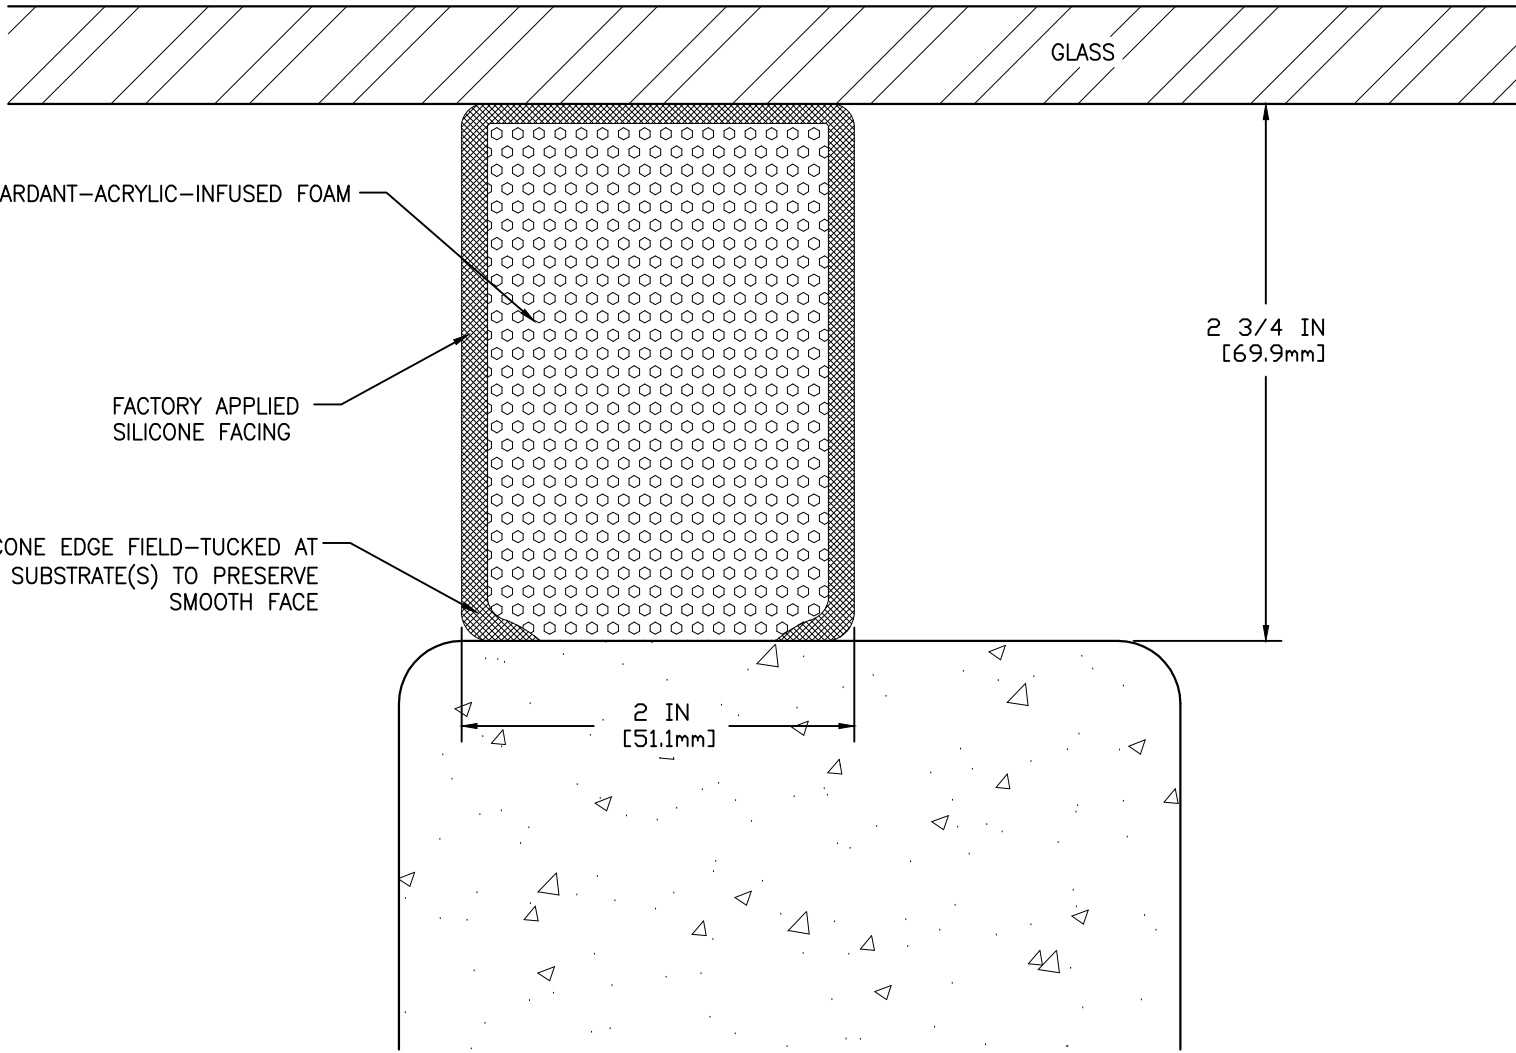 GLASS
ARDANT-ACRYLIC-INFUSED FOAM
2 3/4 IN
[69.9mm]
FACTORY APPLIED
SILICONE FACING
CONE EDGE FIELD-TUCKED AT
SUBSTRATE(S) TO PRESERVE
SMOOTH FACE
2 IN
[51.1mm]